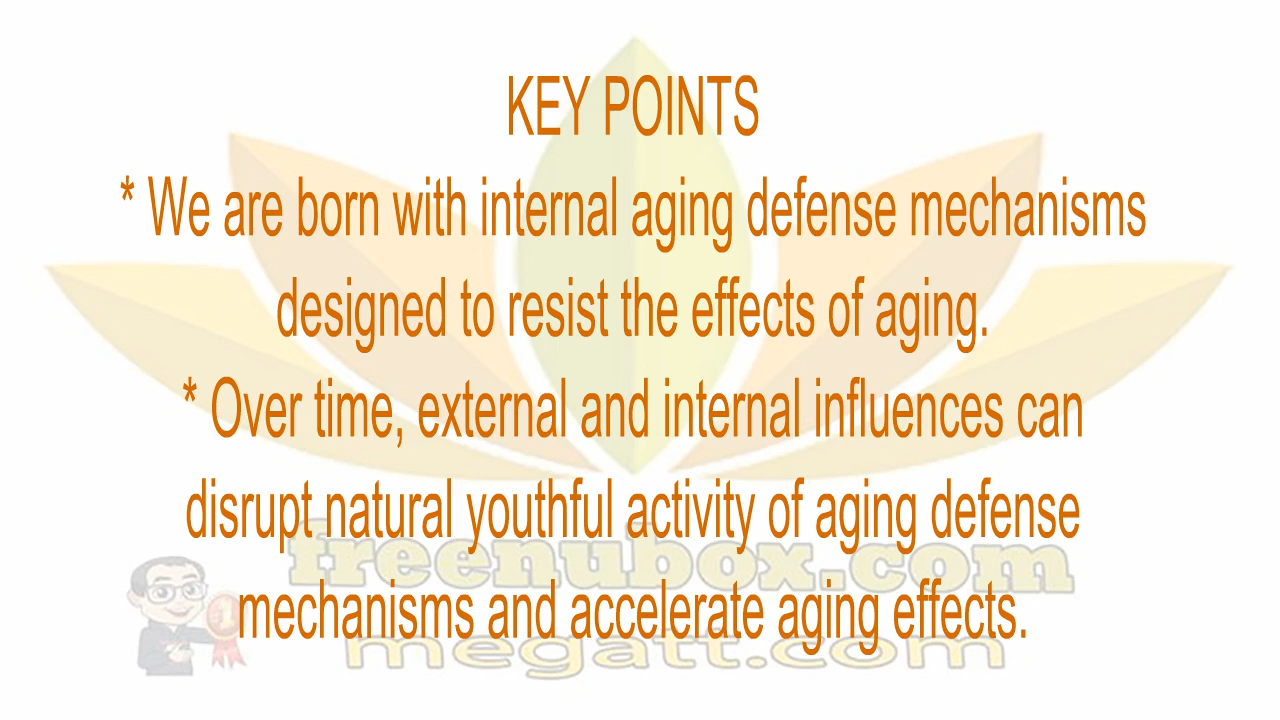 KEY POINTS
* We are born with internal aging defense mechanisms
designed to resist the effects of aging.
* Over time, external and internal influences can
disrupt natural youthful activity of aging defense
freenubox.com
mechanisms and accelerate aging effects.
megatt.com